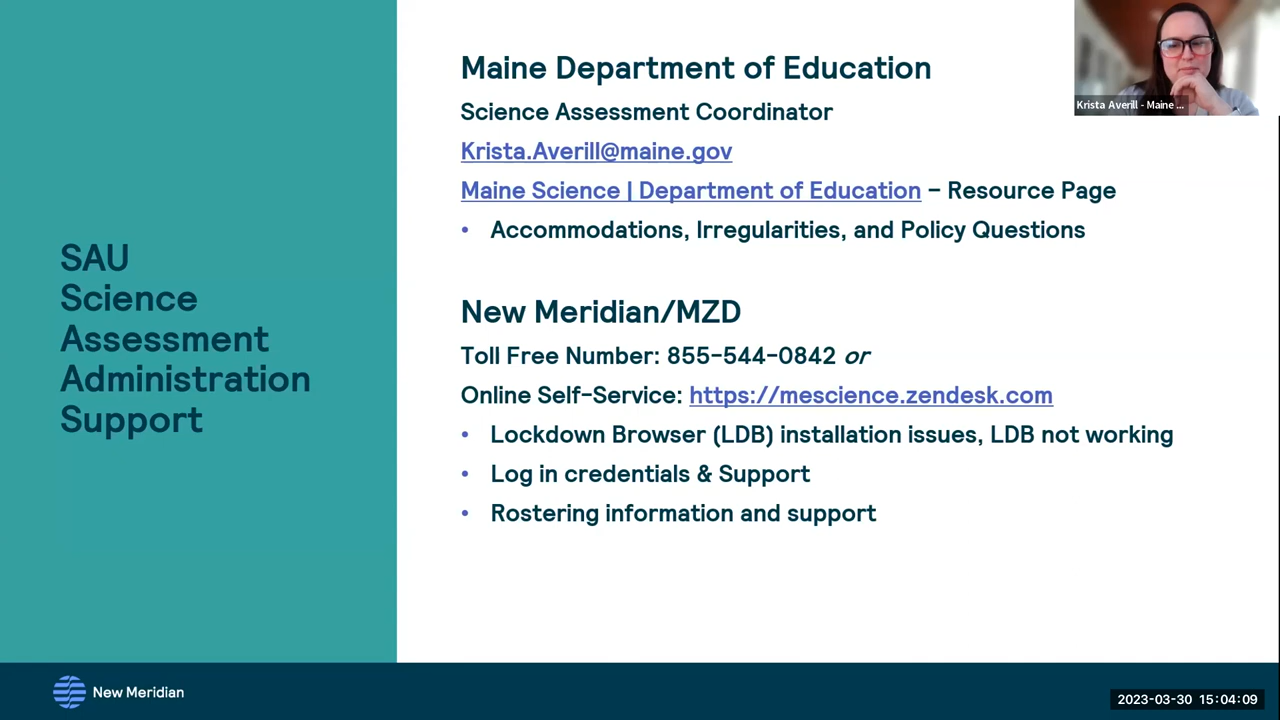 Maine Department of Education
Science Assessment Coordinator
Krista.Averill@maine.gov
Maine Science | Department of Education – Resource Page
• Accommodations, Irregularities, and Policy Questions
SAU
Science
Assessment
Administration
Support
New Meridian/MZD
Toll Free Number: 855-544-0842 or
Online Self-Service: https://mescience.zendesk.com
• Lockdown Browser (LDB) installation issues, LDB not working
• Log in credentials & Support
• Rostering information and support
Krista Averill - Maine ...
New Meridian
2023-03-30 15:04:09